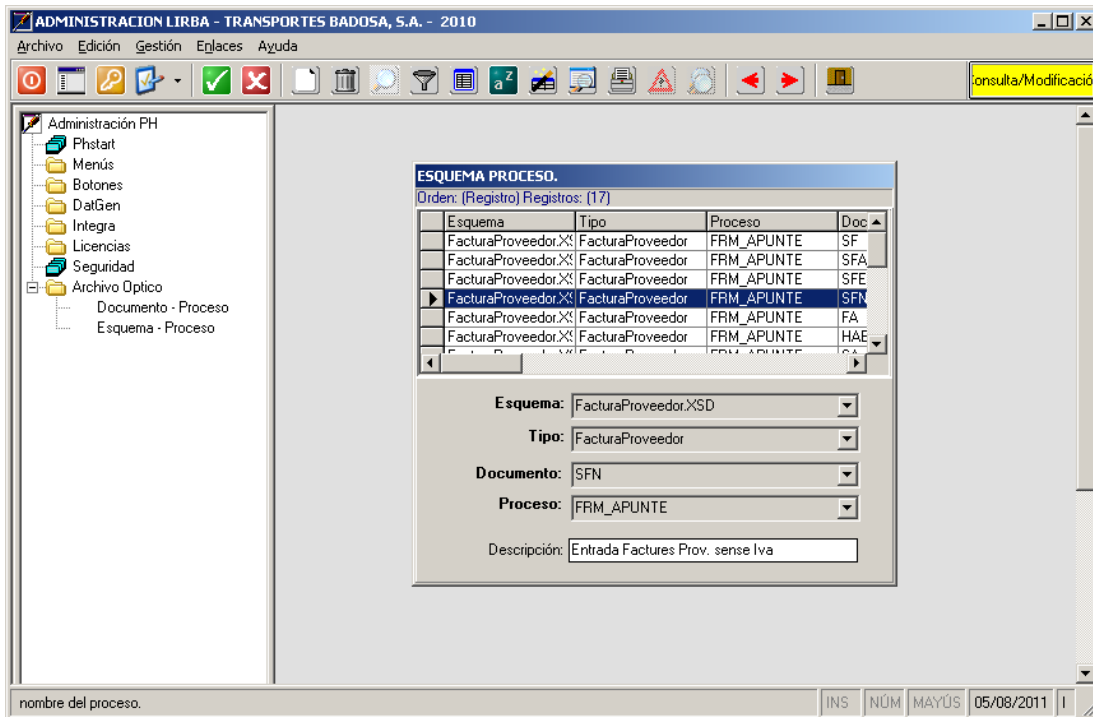 ADMINISTRACION LIRBA - TRANSPORTES BADOSA, S.A. - 2010
Archivo Edición Gestión Enlaces Ayuda
onsulta/Modificació
Administración PH
Phstart
Menús
Botones
DatGen
Integra
Licencias
Seguridad
Archivo Optico
Documento - Proceso
Esquema - Proceso
ESQUEMA PROCESO.
Orden: (Registro) Registros: (17)
Esquema Tipo Proceso Doc
FacturaProveedor.X FacturaProveedor FRM_APUNTE SF
FacturaProveedor.X FacturaProveedor FRM_APUNTE SFA
FacturaProveedor.X FacturaProveedor FRM_APUNTE SFE
FacturaProveedor.X FacturaProveedor FRM_APUNTE SFN
FacturaProveedor.X FacturaProveedor FRM_APUNTE FA
FacturaProveedor.X FacturaProveedor FRM_APUNTE HAB
Esquema: FacturaProveedor.XSD
Tipo: FacturaProveedor
Documento: SFN
Proceso: FRM_APUNTE
Descripción: Entrada Factures Prov. sense Iva
nombre del proceso. INS NÚM MAYÚS 05/08/2011 I